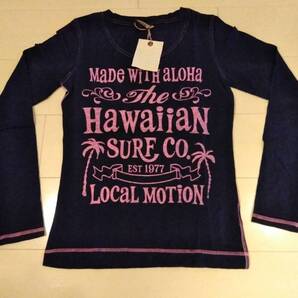 MADE WITH ALOHA
The
HAWAIIAN
SURF CO.
EST 1977
LOCAL MOTION